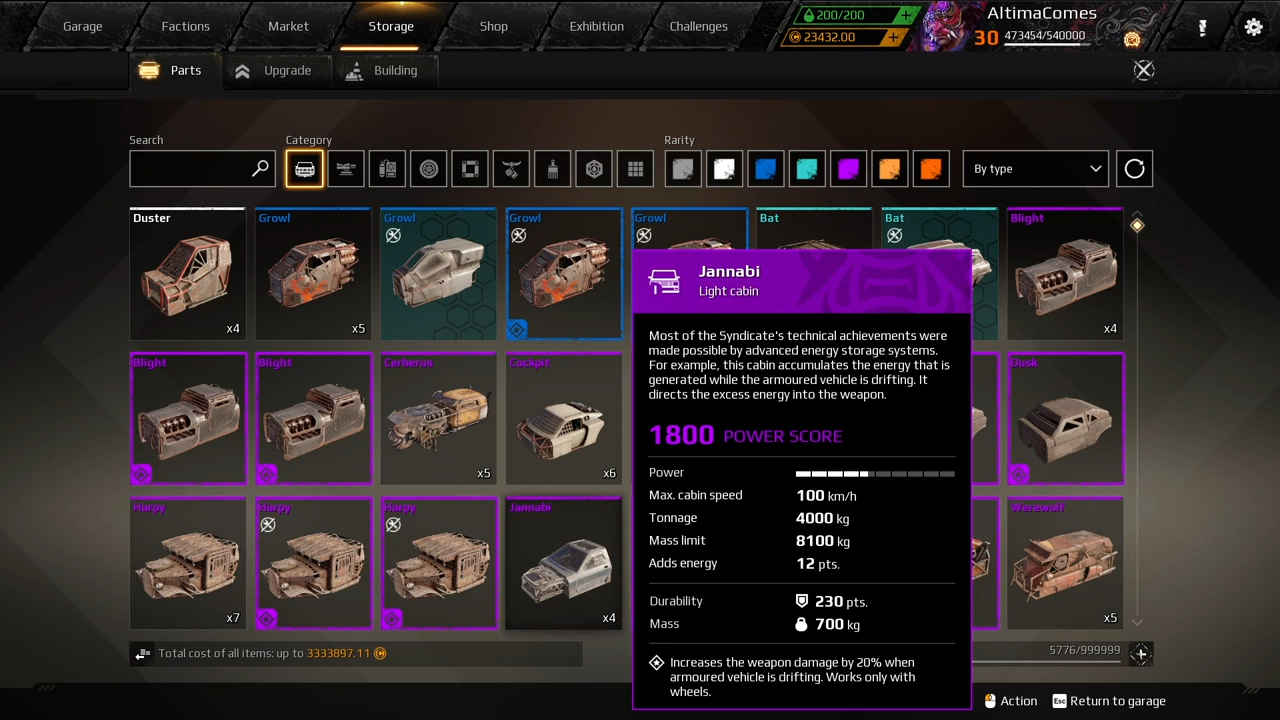 Garage
Factions
Market
Storage
Shop
Exhibition
Challenges
200/200
23432.00
AltimaComes
30 473454/540000
Parts
Upgrade
Building
Search
Category
Rarity
By type
Duster
Growl
Growl
Growl
Growl
Bat
Bat
Blight
x4
x5
x4
Blight
Blight
Cerberus
Cockpit
Dusk
x5
x6
Harpy
Harpy
Harpy
Jannabi
Werewolf
x7
x4
x5
Jannabi
Light cabin
Most of the Syndicate's technical achievements were
made possible by advanced energy storage systems.
For example, this cabin accumulates the energy that is
generated while the armoured vehicle is drifting. It
directs the excess energy into the weapon.
1800 POWER SCORE
Power
Max. cabin speed 100 km/h
Tonnage 4000 kg
Mass limit 8100 kg
Adds energy 12 pts.
Durability 230 pts.
Mass 700 kg
Increases the weapon damage by 20% when
armoured vehicle is drifting. Works only with
wheels.
Total cost of all items: up to 3333897.11
5776/999999
Action
Esc Return to garage